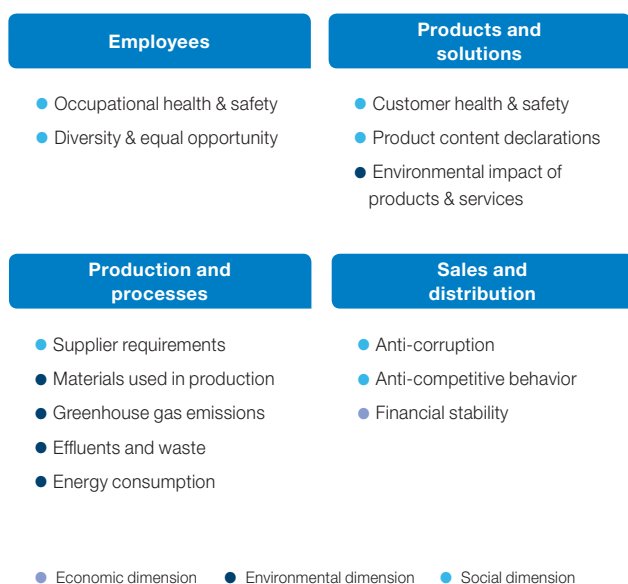 Employees
Occupational health & safety
Diversity & equal opportunity
Products and
solutions
Customer health & safety
Product content declarations
Environmental impact of
products & services
Production and
processes
Supplier requirements
Materials used in production
Greenhouse gas emissions
Effluents and waste
Energy consumption
Sales and
distribution
Anti-corruption
Anti-competitive behavior
Financial stability
Economic dimension
Environmental dimension
Social dimension